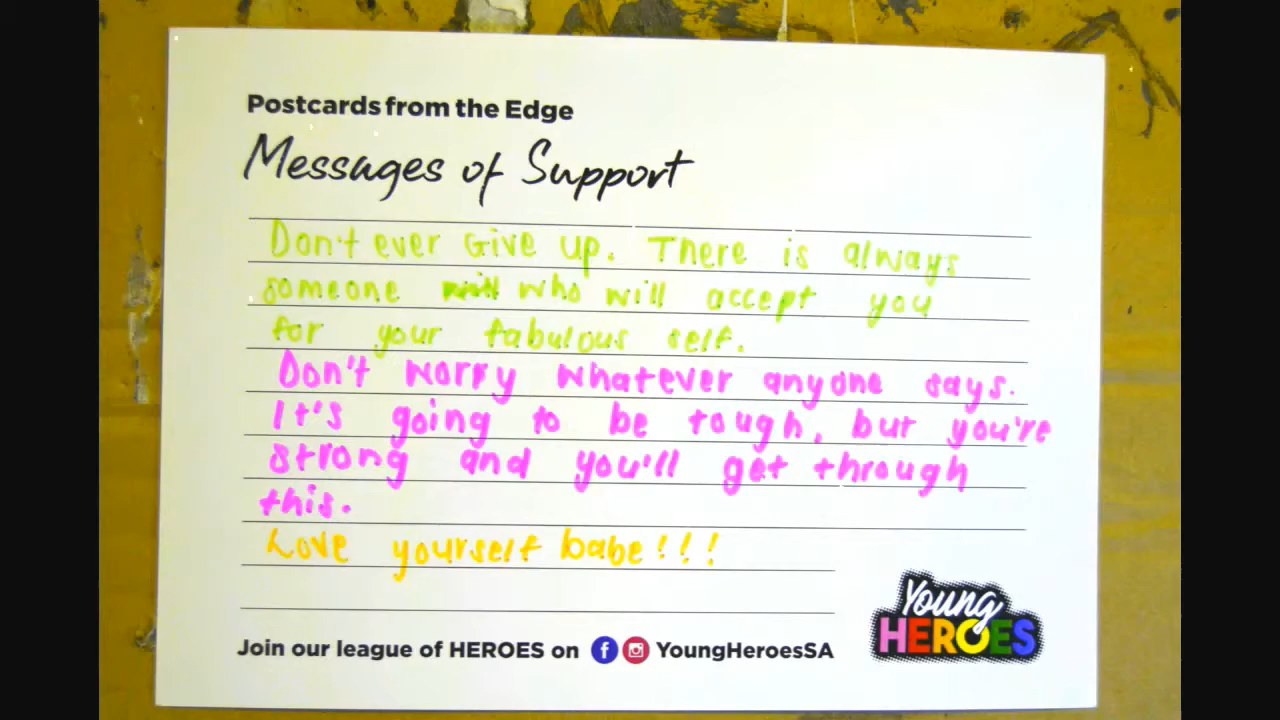 Postcards from the Edge
Messages of Support
Don't ever Give up. There is always
someone who will accept you
for your fabulous self.
Don't worry whatever anyone says.
It's going to be tough, but you're
strong and you'll get through
this.
Love yourself babe!!!
Join our league of HEROES on YoungHeroesSA
Young
HEROES